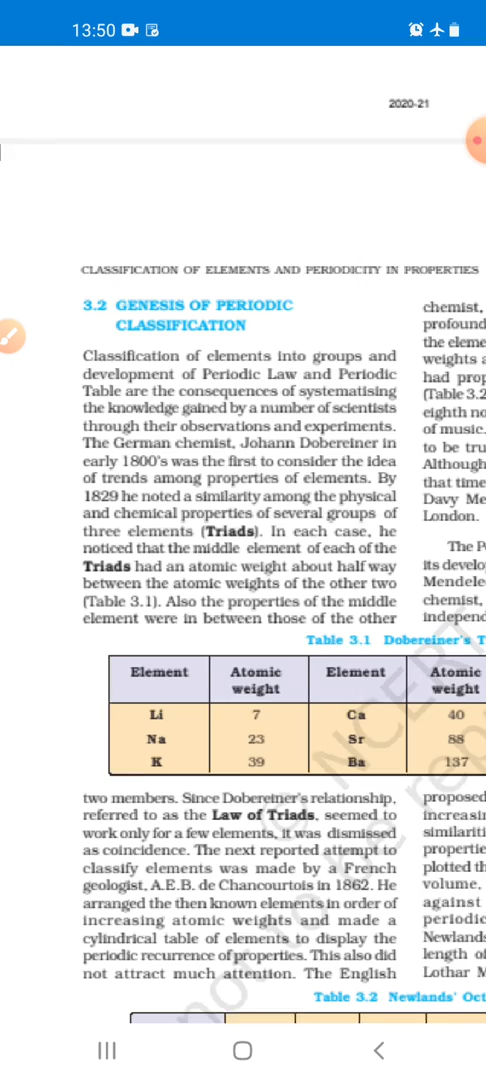 13:50
2020-21
CLASSIFICATION OF ELEMENTS AND PERIODICITY IN PROPERTIES
3.2 GENESIS OF PERIODIC
CLASSIFICATION
Classification of elements into groups and
development of Periodic Law and Periodic
Table are the consequences of systematising
the knowledge gained by a number of scientists
through their observations and experiments.
The German chemist, Johann Dobereiner in
early 1800's was the first to consider the idea
of trends among properties of elements. By
1829 he noted a similarity among the physical
and chemical properties of several groups of
three elements (Triads). In each case, he
noticed that the middle element of each of the
Triads had an atomic weight about half way
between the atomic weights of the other two
(Table 3.1). Also the properties of the middle
element were in between those of the other
chemist,
profound
the eleme
weights a
had prop
(Table 3.2
eighth no
of music.
to be tru
Although
that time
Davy Me
London.
The P
its develop
Mendele
chemist,
independ
Table 3.1 Dobereiner's T
Element Atomic weight Element Atomic weight
Li 7 Ca 40
Na 23 Sr 88
K 39 Ba 137
two members. Since Dobereiner's relationship,
referred to as the Law of Triads, seemed to
work only for a few elements, it was dismissed
as coincidence. The next reported attempt to
classify elements was made by a French
geologist, A.E.B. de Chancourtois in 1862. He
arranged the then known elements in order of
increasing atomic weights and made a
cylindrical table of elements to display the
periodic recurrence of properties. This also did
not attract much attention. The English
proposed
increasin
similariti
propertie
plotted th
volume,
against
periodic
Newlands
length of
Lothar M
Table 3.2 Newlands' Oct
© NCERT
not to be rep